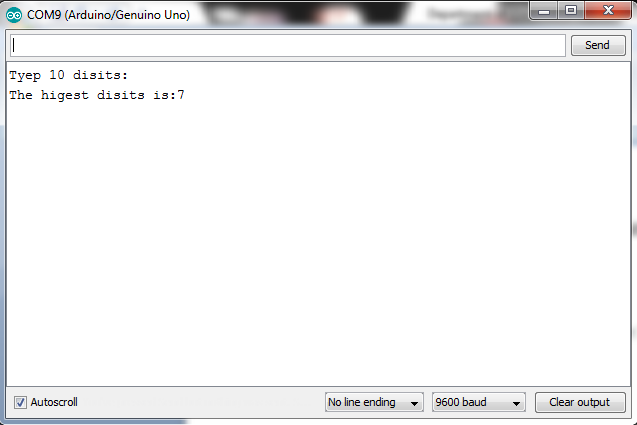 COM9 (Arduino/Genuino Uno)
Send
Tyep 10 disits:
The higest disits is:7
Autoscroll
No line ending
9600 baud
Clear output